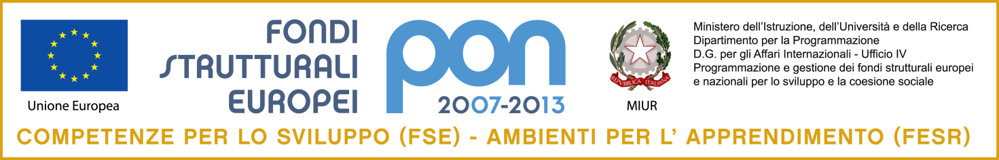 Unione Europea
FONDI
STRUTTURALI
EUROPEI
pon
2007-2013
REPVBBLICA ITALIANA
MIUR
Ministero dell'Istruzione, dell'Università e della Ricerca
Dipartimento per la Programmazione
D.G. per gli Affari Internazionali - Ufficio IV
Programmazione e gestione dei fondi strutturali europei
e nazionali per lo sviluppo e la coesione sociale
COMPETENZE PER LO SVILUPPO (FSE) - AMBIENTI PER L' APPRENDIMENTO (FESR)